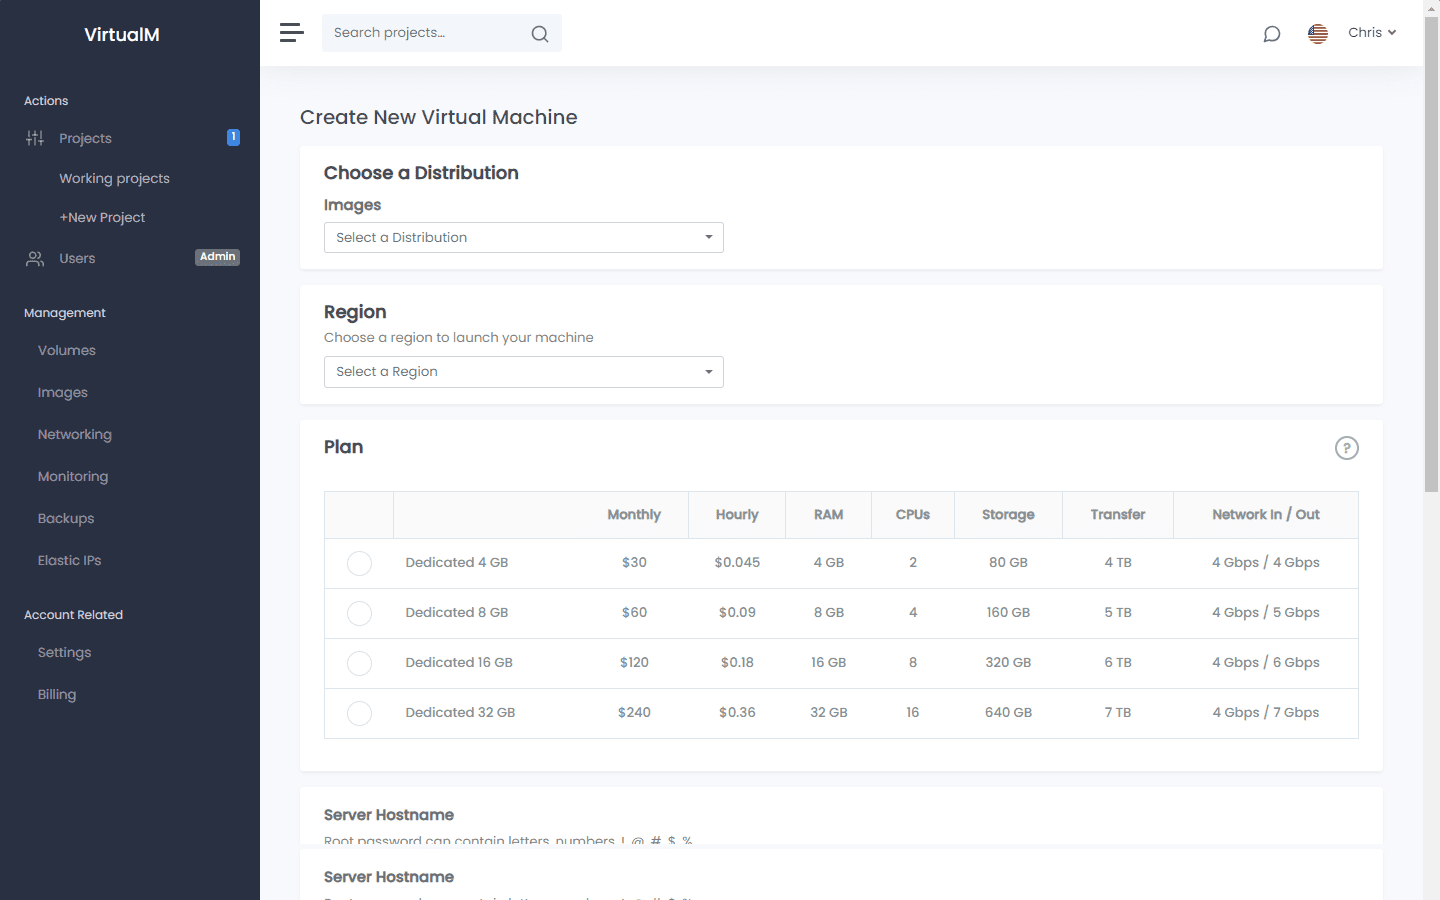 VirtualM
Search projects...
Chris
Actions
Projects 1
Working projects
+New Project
Users Admin
Management
Volumes
Images
Networking
Monitoring
Backups
Elastic IPs
Account Related
Settings
Billing
Create New Virtual Machine
Choose a Distribution
Images
Select a Distribution
Region
Choose a region to launch your machine
Select a Region
Plan
?
Monthly Hourly RAM CPUs Storage Transfer Network In / Out
Dedicated 4 GB $30 $0.045 4 GB 2 80 GB 4 TB 4 Gbps / 4 Gbps
Dedicated 8 GB $60 $0.09 8 GB 4 160 GB 5 TB 4 Gbps / 5 Gbps
Dedicated 16 GB $120 $0.18 16 GB 8 320 GB 6 TB 4 Gbps / 6 Gbps
Dedicated 32 GB $240 $0.36 32 GB 16 640 GB 7 TB 4 Gbps / 7 Gbps
Server Hostname
Root password can contain letters, numbers, !, @, #, $, %
Server Hostname